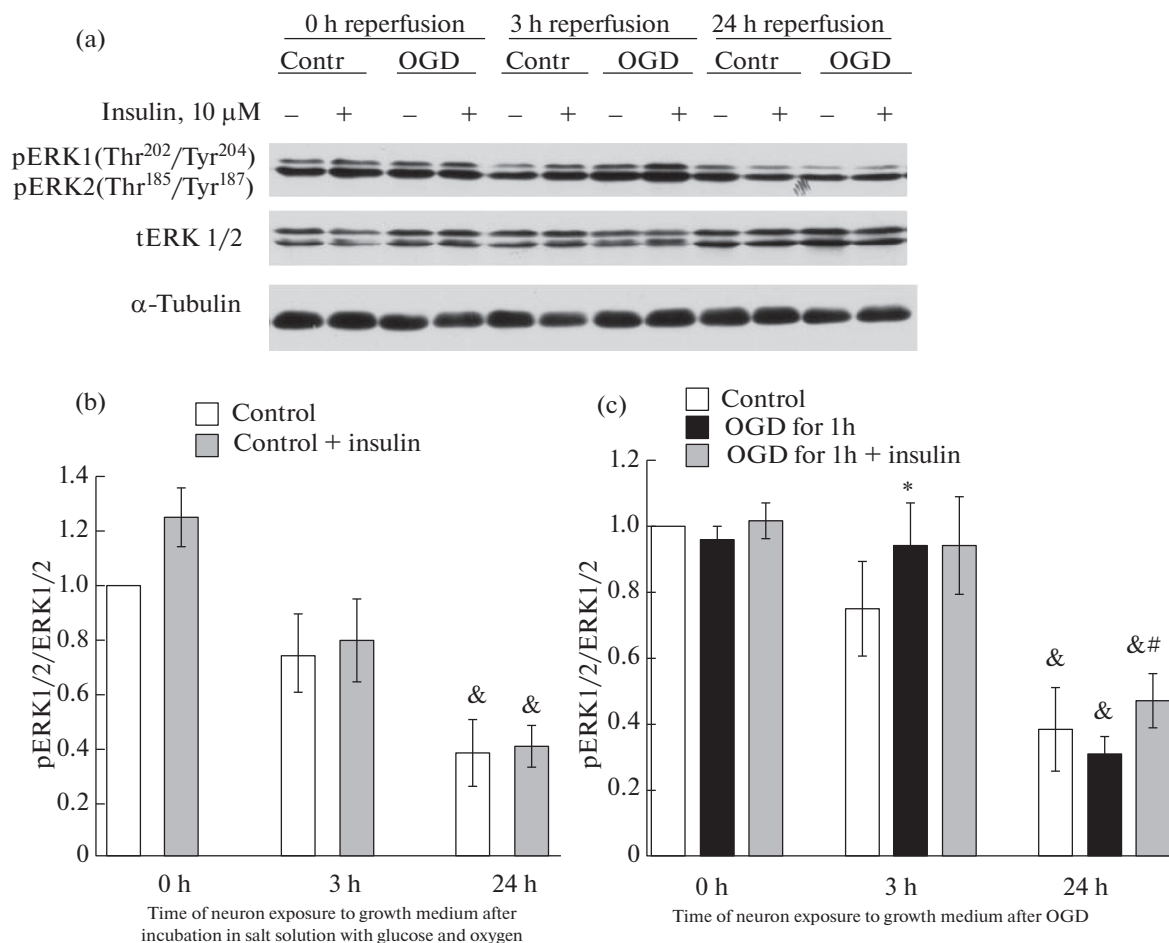 (a)
0 h reperfusion 3 h reperfusion 24 h reperfusion
Contr OGD Contr OGD Contr OGD
Insulin, 10 μM – + – + – + – + – + – +
pERK1(Thr²⁰²/Tyr²⁰⁴)
pERK2(Thr¹⁸⁵/Tyr¹⁸⁷)
tERK 1/2
α-Tubulin
(b)
Control
Control + insulin
pERK1/2/ERK1/2
1.4
1.2
1.0
0.8
0.6
0.4
0.2
0
& &
0 h 3 h 24 h
Time of neuron exposure to growth medium after
incubation in salt solution with glucose and oxygen
(c)
Control
OGD for 1h
OGD for 1h + insulin
pERK1/2/ERK1/2
1.2
1.0
0.8
0.6
0.4
0.2
0
*
& & &#
0 h 3 h 24 h
Time of neuron exposure to growth medium after OGD